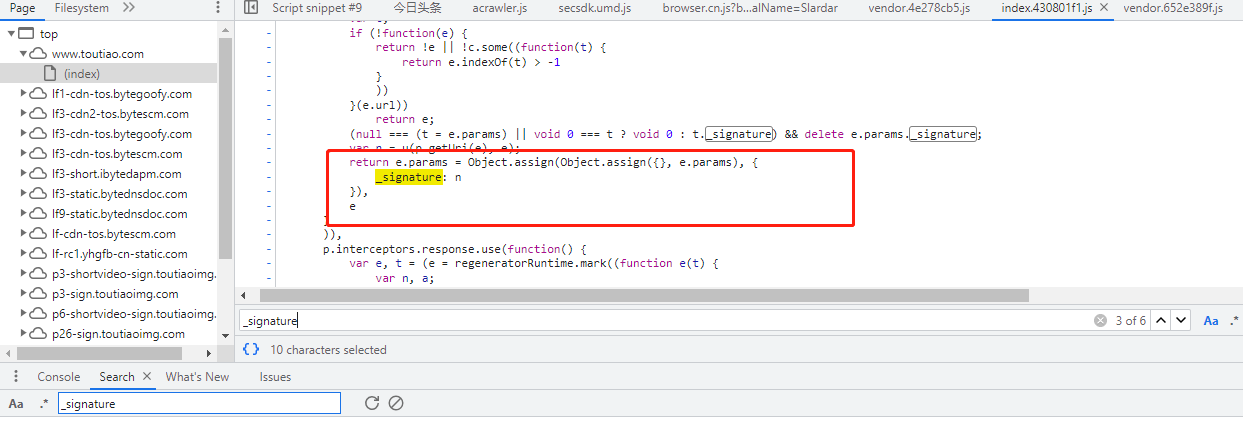 Page Filesystem Script snippet #9 今日头条 acrawler.js secsdk.umd.js browser.cn.js?b...alName=Slardar vendor.4e278cb5.js index.430801f1.js vendor.652e389f.js
top
www.toutiao.com
(index)
lf1-cdn-tos.bytegoofy.com
lf3-cdn2-tos.bytescm.com
lf3-cdn-tos.bytegoofy.com
lf3-cdn-tos.bytescm.com
lf3-short.ibytedapm.com
lf3-static.bytednsdoc.com
lf9-static.bytednsdoc.com
lf-cdn-tos.bytescm.com
lf-rc1.yhgfb-cn-static.com
p3-shortvideo-sign.toutiaoimg.
p3-sign.toutiaoimg.com
p6-shortvideo-sign.toutiaoimg.
p26-sign.toutiaoimg.com
if (!function(e) {
return !e || !c.some((function(t) {
return e.indexOf(t) > -1
}
))
}(e.url))
return e;
(null === (t = e.params) || void 0 === t ? void 0 : t._signature) && delete e.params._signature;
var n = u(p.getUri(e), e);
return e.params = Object.assign(Object.assign({}, e.params), {
_signature: n
}),
e
}
)),
p.interceptors.response.use(function() {
var e, t = (e = regeneratorRuntime.mark((function e(t) {
var n, a;
_signature 3 of 6 Aa .*
{} 10 characters selected
Console Search What's New Issues
Aa .* _signature